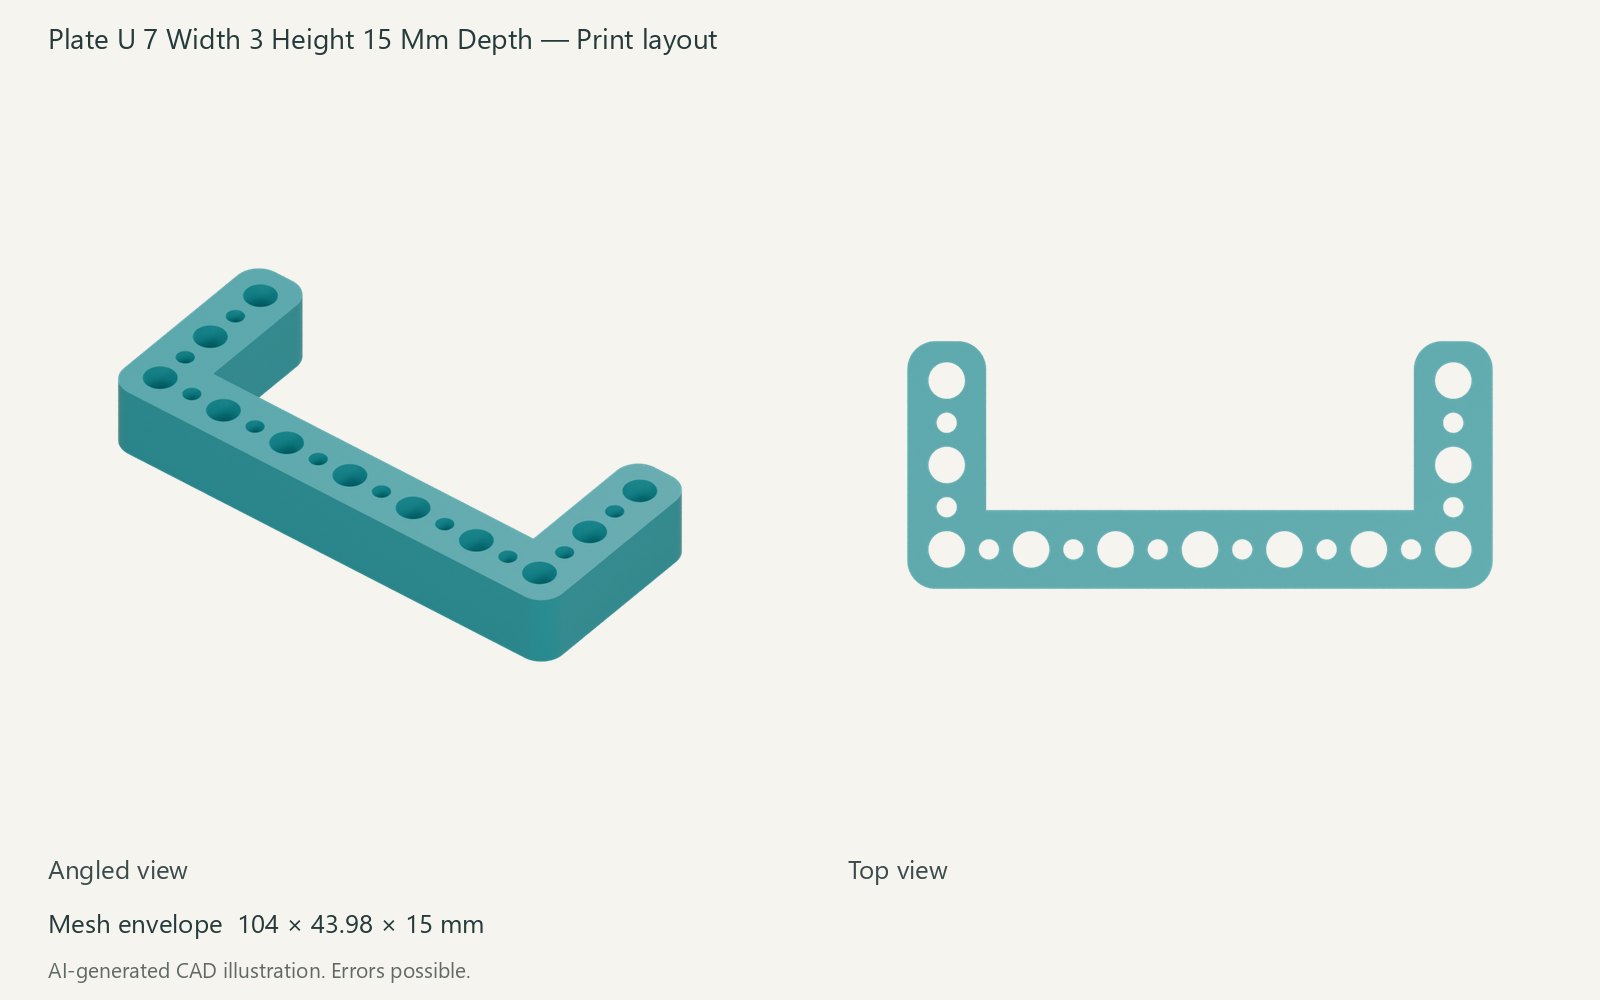 Plate U 7 Width 3 Height 15 Mm Depth — Print layout
Angled view
Top view
Mesh envelope 104 × 43.98 × 15 mm
AI-generated CAD illustration. Errors possible.